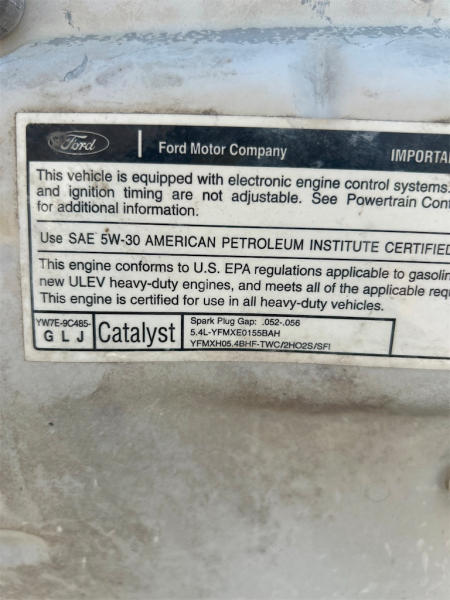 Ford
Ford Motor Company
IMPORTA
This vehicle is equipped with electronic engine control systems.
and ignition timing are not adjustable. See Powertrain Cont
for additional information.
Use SAE 5W-30 AMERICAN PETROLEUM INSTITUTE CERTIFIED
This engine conforms to U.S. EPA regulations applicable to gasolin
new ULEV heavy-duty engines, and meets all of the applicable requ
This engine is certified for use in all heavy-duty vehicles.
YW7E-9C485-
G L J
Catalyst
Spark Plug Gap: .052-.056
5.4L-YFMXE0155BAH
YFMXH05.4BHF-TWC/2HO2S/SFI